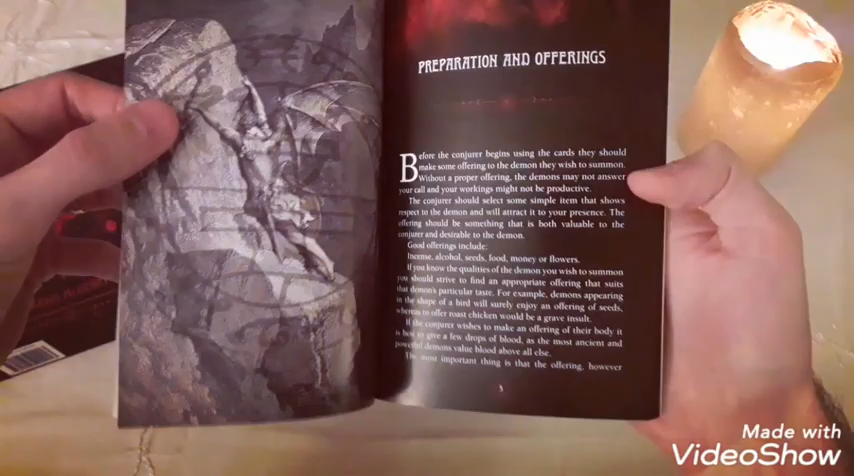 PREPARATION AND OFFERINGS
Before the conjurer begins using the cards they should
make some offering to the demon they wish to summon.
Without a proper offering, the demons may not answer
your call and your workings might not be productive.
The conjurer should select some simple item that shows
respect to the demon and will attract it to your presence. The
offering should be something that is both valuable to the
conjurer and desirable to the demon.
Good offerings include:
Incense, alcohol, seeds, food, money or flowers.
If you know the qualities of the demon you wish to summon
you should strive to find an appropriate offering that suits
that demon's particular taste. For example, demons appearing
in the shape of a bird will surely enjoy an offering of seeds,
whereas to offer roast chicken would be a grave insult.
If the conjurer wishes to make an offering of their body it
is best to give a few drops of blood, as the most ancient and
powerful demons value blood above all else.
The most important thing is that the offering, however
Made with
VideoShow